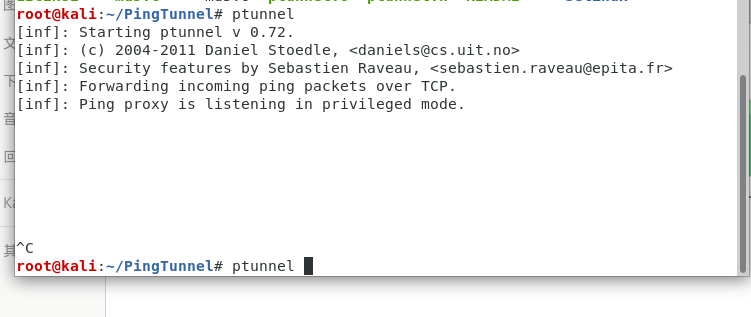 root@kali:~/PingTunnel# ptunnel
[inf]: Starting ptunnel v 0.72.
[inf]: (c) 2004-2011 Daniel Stoedle, <daniels@cs.uit.no>
[inf]: Security features by Sebastien Raveau, <sebastien.raveau@epita.fr>
[inf]: Forwarding incoming ping packets over TCP.
[inf]: Ping proxy is listening in privileged mode.
^C
root@kali:~/PingTunnel# ptunnel